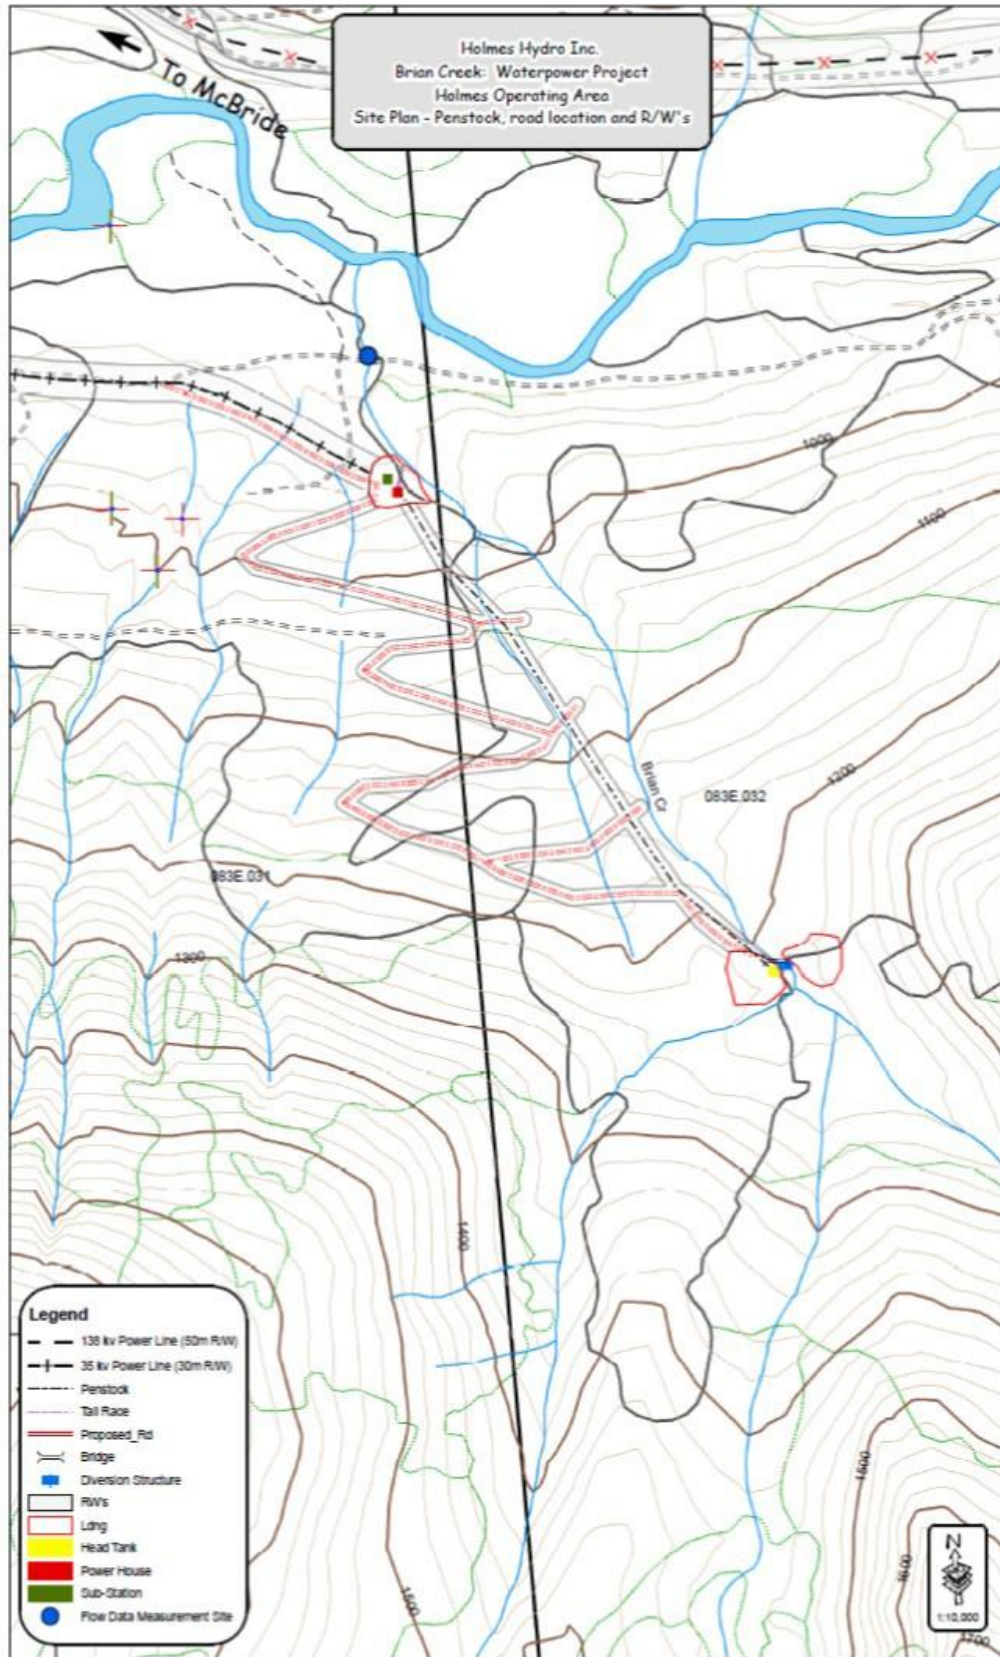 Holmes Hydro Inc.
Brian Creek: Waterpower Project
Holmes Operating Area
Site Plan - Penstock, road location and R/W's
To McBride
1000
1100
1200
Brian Cr
083E.032
083E.031
1300
1400
1500
1500
1600
1700
Legend
138 kv Power Line (50m R/W)
35 kv Power Line (30m R/W)
Penstock
Tail Race
Proposed_Rd
Bridge
Diversion Structure
RW's
Ldng
Head Tank
Power House
Sub-Station
Flow Data Measurement Site
N
1:10,000